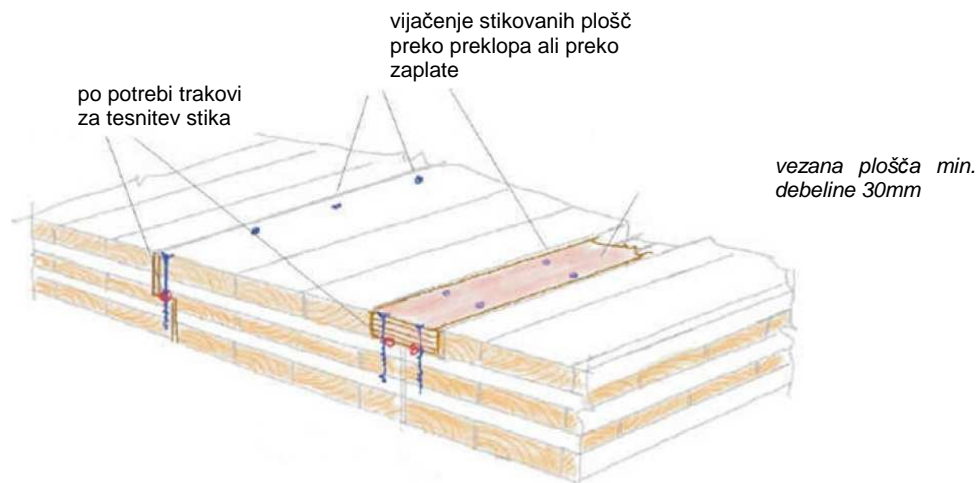 vijačenje stikovanih plošč
preko preklopa ali preko
zaplate
po potrebi trakovi
za tesnitev stika
vezana plošča min.
debeline 30mm